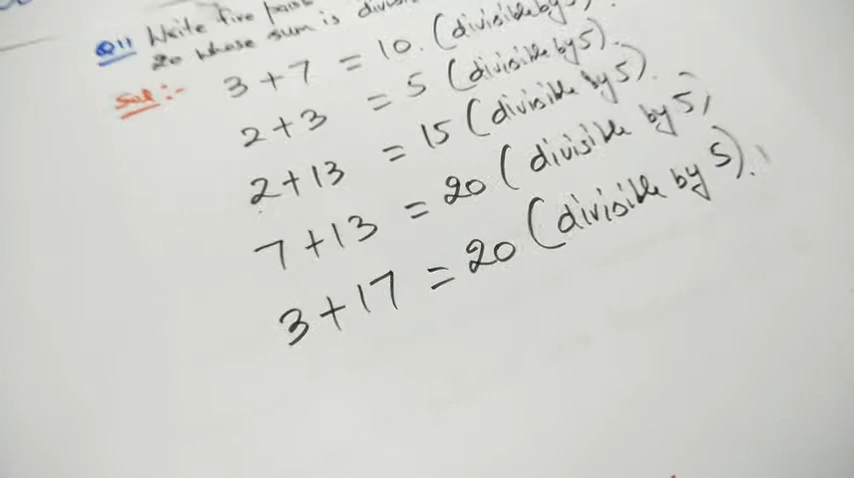 Q11 Write five pair
20 whose sum is divisi
Sol:- 3 + 7 = 10. (divisible by 5).
2 + 3 = 5 (divisible by 5).
2 + 13 = 15 (divisible by 5).
7 + 13 = 20 (divisible by 5,
3 + 17 = 20 (divisible by 5).